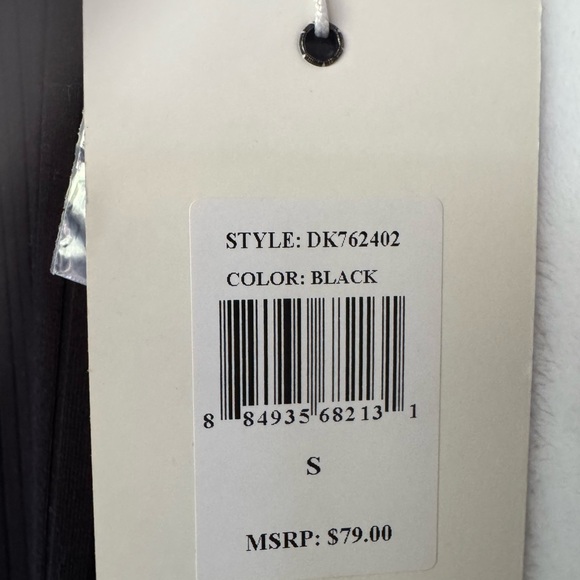 STYLE: DK762402
COLOR: BLACK
8 84935 68213 1
S
MSRP: $79.00